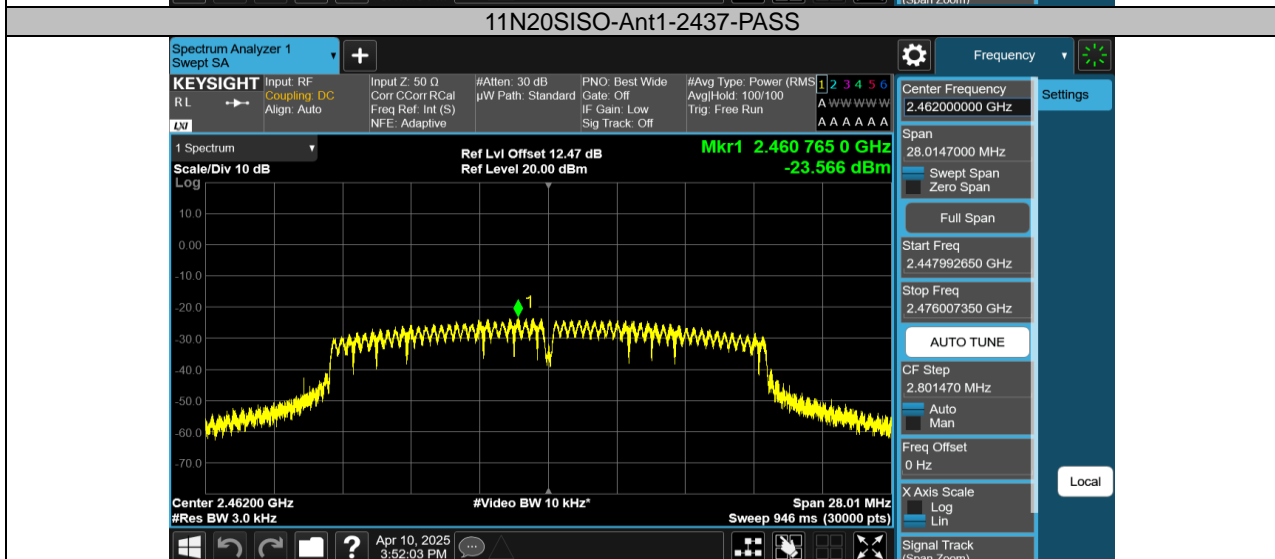 (Span Zoom)
11N20SISO-Ant1-2437-PASS
Spectrum Analyzer 1
Swept SA
+
Frequency
KEYSIGHT
RL
LXI
Input: RF
Coupling: DC
Align: Auto
Input Z: 50 Ω
Corr CCorr RCal
Freq Ref: Int (S)
NFE: Adaptive
#Atten: 30 dB
µW Path: Standard
PNO: Best Wide
Gate: Off
IF Gain: Low
Sig Track: Off
#Avg Type: Power (RMS
Avg|Hold: 100/100
Trig: Free Run
1 2 3 4 5 6
A W W W W W
A A A A A A
Center Frequency
2.462000000 GHz
Settings
Span
28.0147000 MHz
Swept Span
Zero Span
Full Span
Start Freq
2.447992650 GHz
Stop Freq
2.476007350 GHz
AUTO TUNE
CF Step
2.801470 MHz
Auto
Man
Freq Offset
0 Hz
X Axis Scale
Log
Lin
Signal Track
(Span Zoom)
Local
1 Spectrum
Scale/Div 10 dB
Ref Lvl Offset 12.47 dB
Ref Level 20.00 dBm
Mkr1 2.460 765 0 GHz
-23.566 dBm
Log
10.0
0.00
-10.0
-20.0
-30.0
-40.0
-50.0
-60.0
-70.0
1
Center 2.46200 GHz
#Video BW 10 kHz*
Span 28.01 MHz
#Res BW 3.0 kHz
Sweep 946 ms (30000 pts)
?
Apr 10, 2025
3:52:03 PM